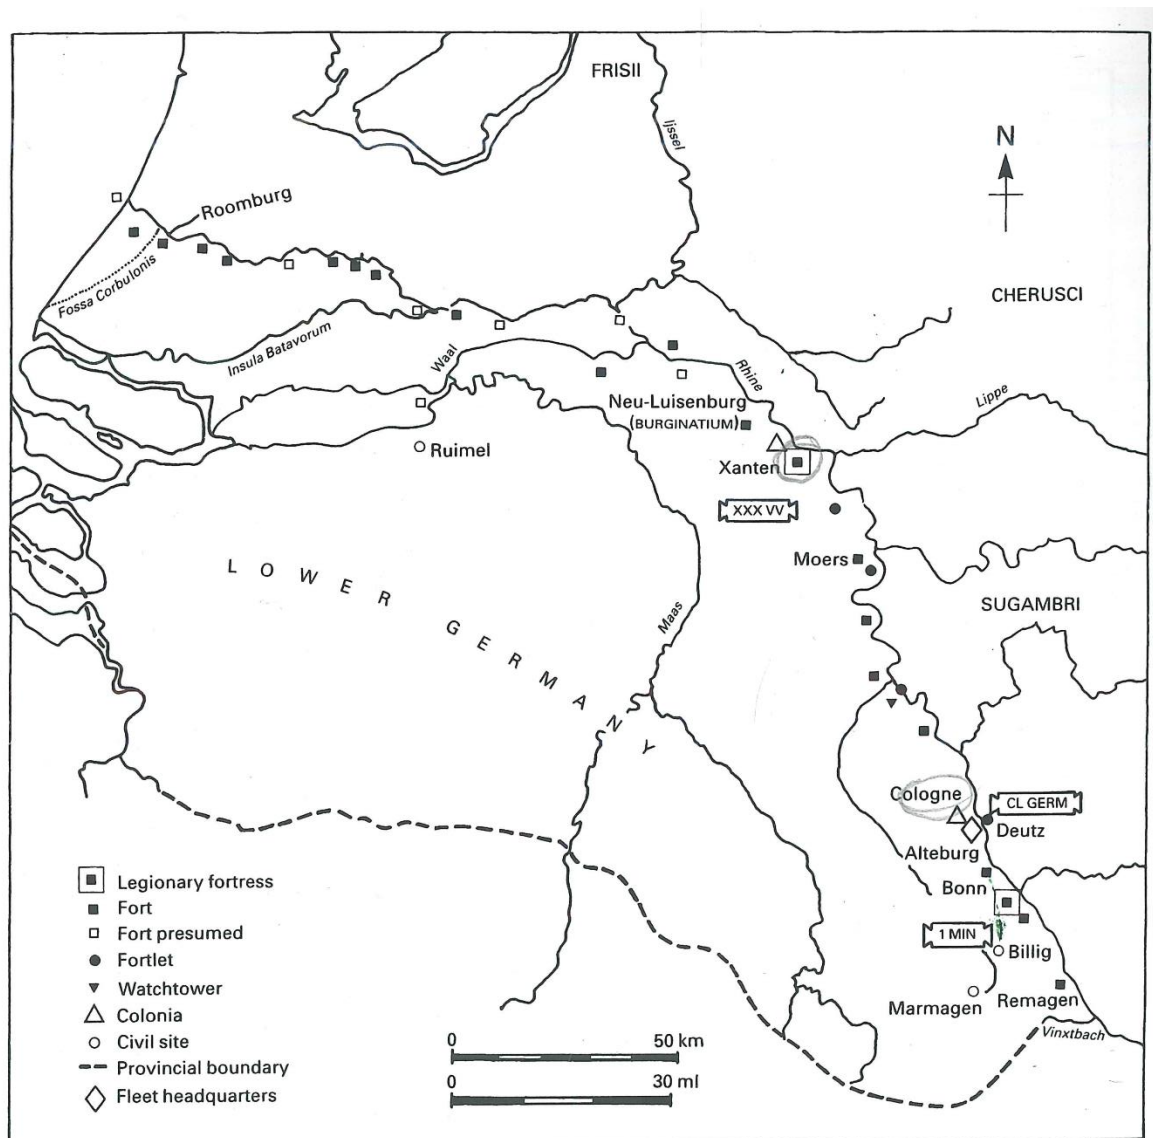 FRISII
Ijssel
N
Roomburg
Fossa Corbulonis
CHERUSCI
Insula Batavorum
Waal
Rhine
Lippe
Neu-Luisenburg
(BURGINATIUM)
Ruimel
Xanten
XXX VV
Moers
LOWER GERMANY
Maas
SUGAMBRI
Cologne
CL GERM
Deutz
Alteburg
Bonn
1 MIN
Billig
Marmagen
Remagen
Vinxtbach
Legionary fortress
Fort
Fort presumed
Fortlet
Watchtower
Colonia
Civil site
Provincial boundary
Fleet headquarters
0 50 km
0 30 ml